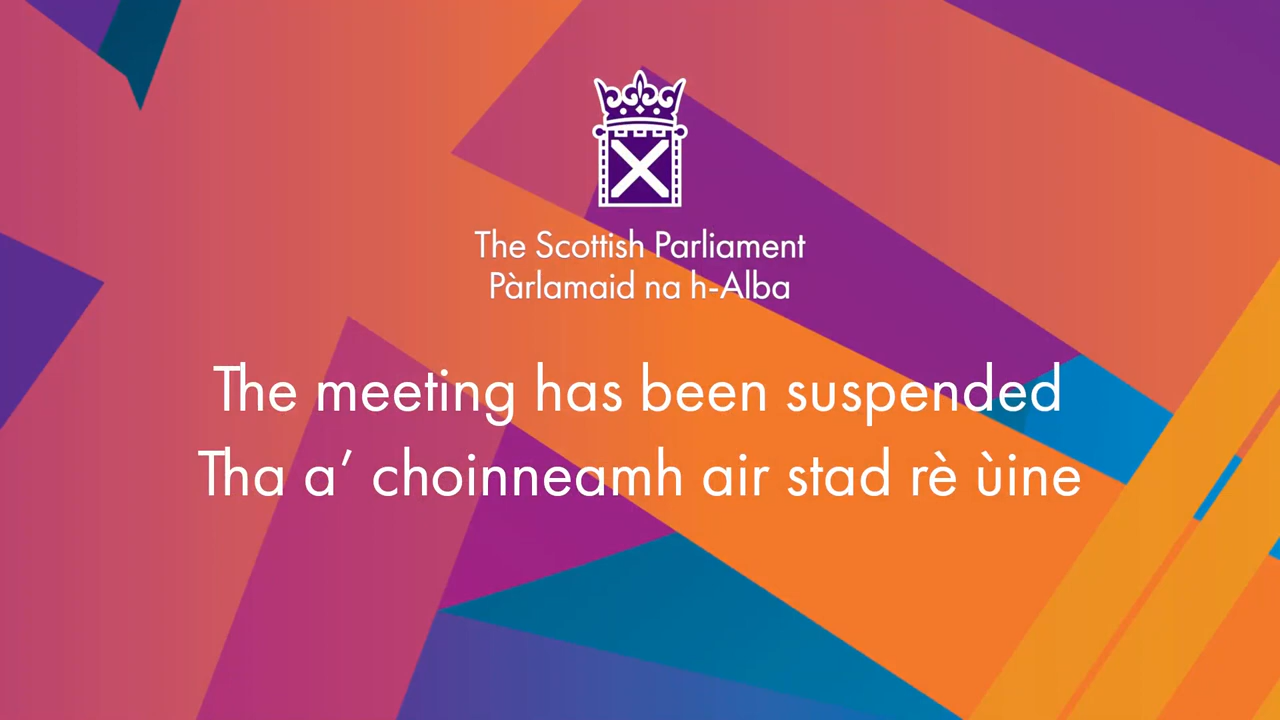 The Scottish Parliament
Pàrlamaid na h-Alba
The meeting has been suspended
Tha a’ choinneamh air stad rè ùine